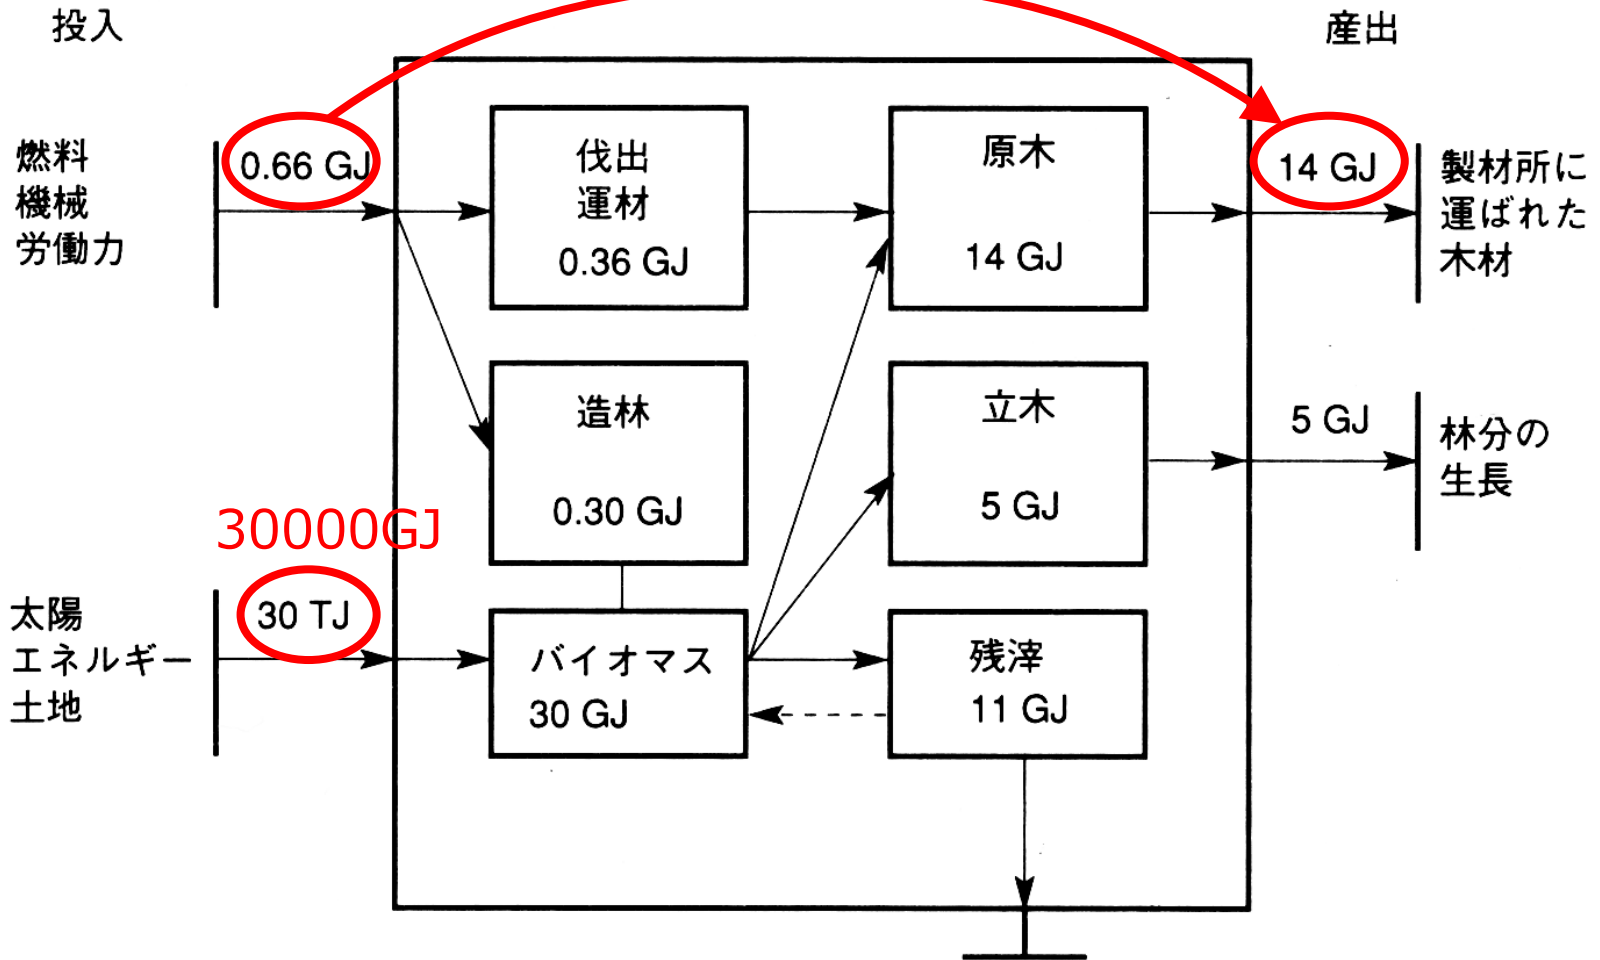 投入
産出
燃料
機械
労働力
0.66 GJ
伐出
運材
0.36 GJ
原木
14 GJ
14 GJ
製材所に
運ばれた
木材
造林
0.30 GJ
立木
5 GJ
5 GJ
林分の
生長
30000GJ
太陽
エネルギー
土地
30 TJ
バイオマス
30 GJ
残滓
11 GJ